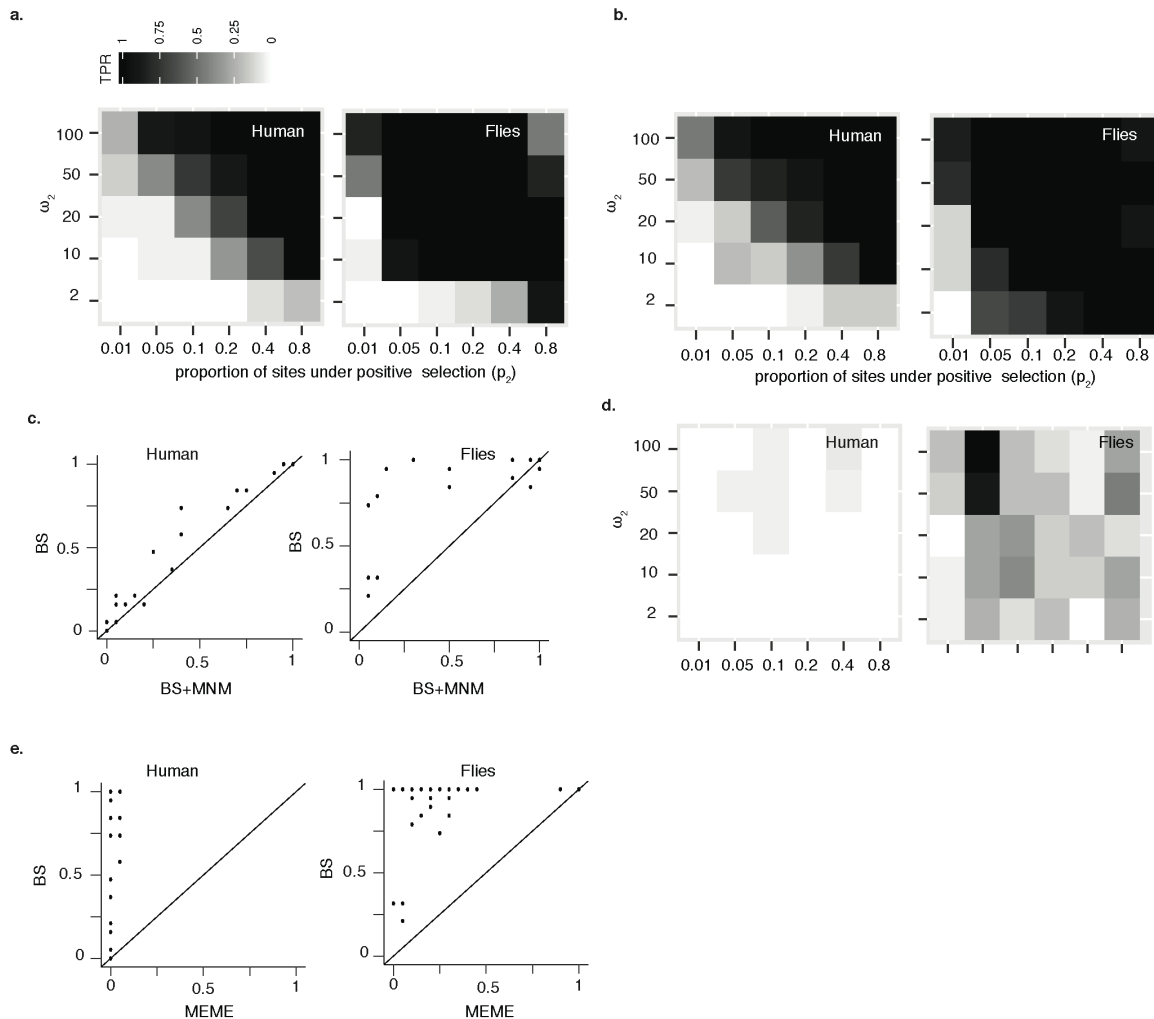 a.
b.
TPR
1
0.75
0.5
0.25
0
Human
Flies
100
50
20
10
2
ω2
0.01 0.05 0.1 0.2 0.4 0.8
0.01 0.05 0.1 0.2 0.4 0.8
proportion of sites under positive selection (p2)
Human
Flies
100
50
20
10
2
ω2
0.01 0.05 0.1 0.2 0.4 0.8
0.01 0.05 0.1 0.2 0.4 0.8
proportion of sites under positive selection (p2)
c.
Human
1
0.5
0
BS
0 0.5 1
BS+MNM
Flies
1
0.5
0
BS
0 0.5 1
BS+MNM
d.
Human
Flies
100
50
20
10
2
ω2
0.01 0.05 0.1 0.2 0.4 0.8
e.
Human
1
0.5
0
BS
0 0.5 1
MEME
Flies
1
0.5
0
BS
0 0.5 1
MEME